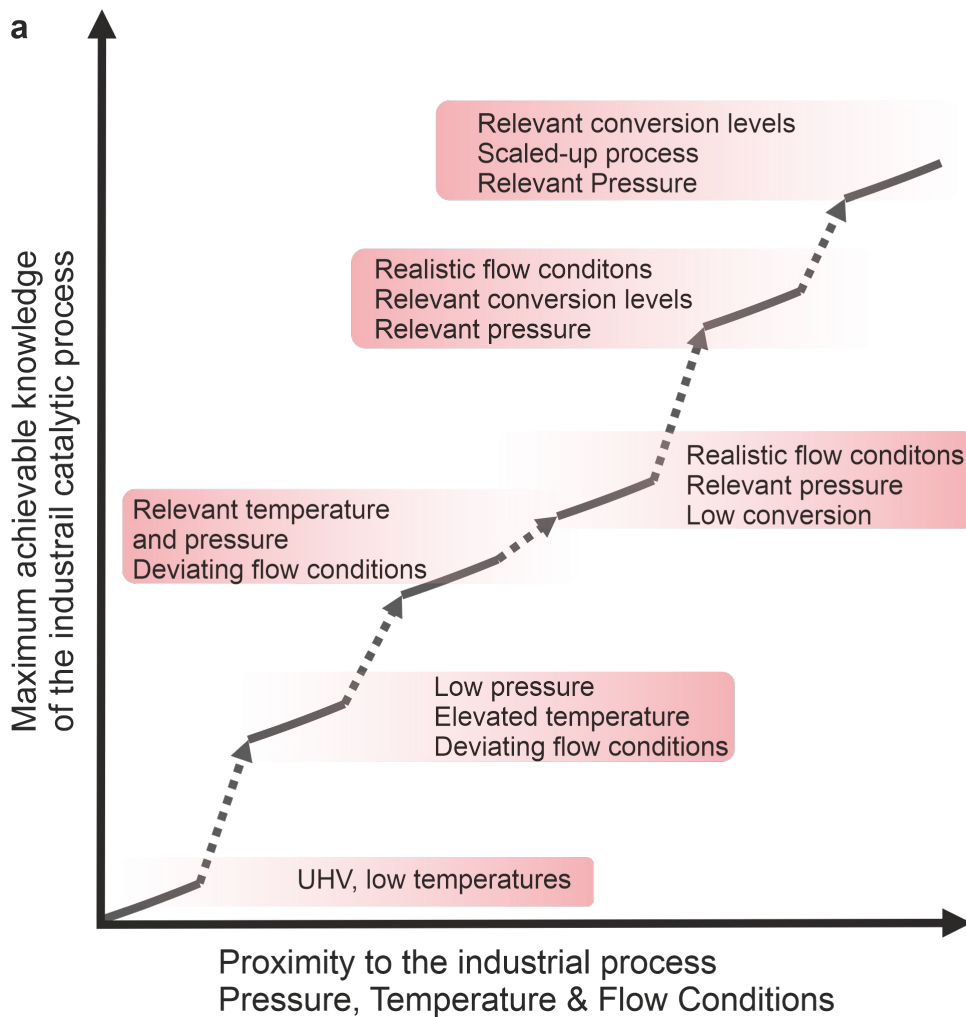 a
Relevant conversion levels
Scaled-up process
Relevant Pressure
Realistic flow conditons
Relevant conversion levels
Relevant pressure
Realistic flow conditons
Relevant pressure
Low conversion
Relevant temperature
and pressure
Deviating flow conditions
Low pressure
Elevated temperature
Deviating flow conditions
UHV, low temperatures
Maximum achievable knowledge
of the industrail catalytic process
Proximity to the industrial process
Pressure, Temperature & Flow Conditions